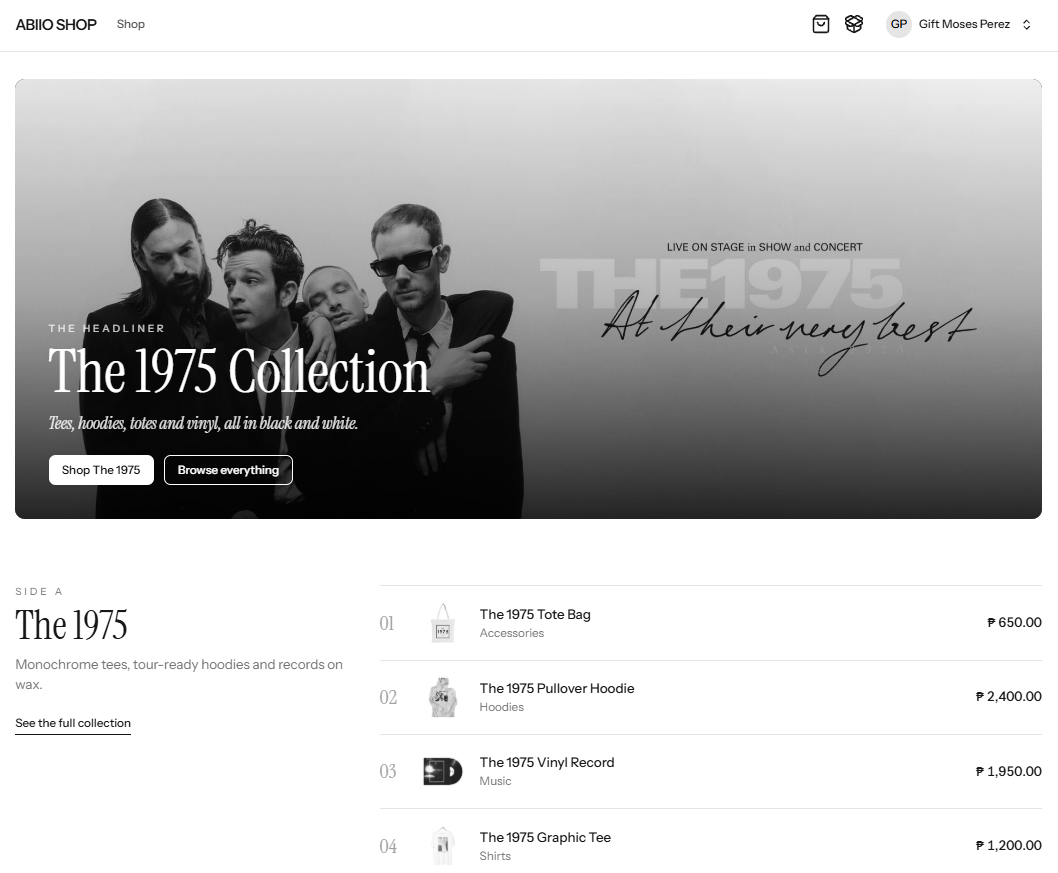 ABIIO SHOP
Shop
GP
Gift Moses Perez
LIVE ON STAGE in SHOW and CONCERT
THE1975
At their very best
THE HEADLINER
The 1975 Collection
Tees, hoodies, totes and vinyl, all in black and white.
Shop The 1975
Browse everything
SIDE A
The 1975
Monochrome tees, tour-ready hoodies and records on
wax.
See the full collection
01
The 1975 Tote Bag
Accessories
₱ 650.00
02
The 1975 Pullover Hoodie
Hoodies
₱ 2,400.00
03
The 1975 Vinyl Record
Music
₱ 1,950.00
04
The 1975 Graphic Tee
Shirts
₱ 1,200.00